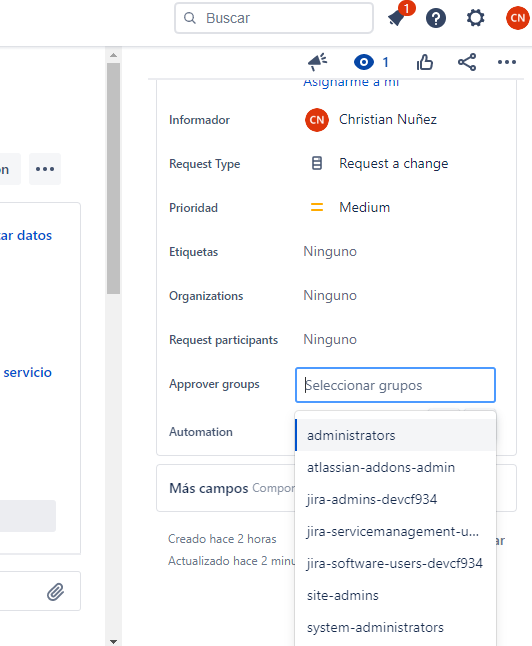 Buscar
1
CN
1
Asignarme a mí
Informador
CN
Christian Nuñez
ón
Request Type
Request a change
Prioridad
Medium
ar datos
Etiquetas
Ninguno
Organizations
Ninguno
Request participants
Ninguno
servicio
Approver groups
Seleccionar grupos
Automation
administrators
atlassian-addons-admin
Más campos
Compon
jira-admins-devcf934
jira-servicemanagement-u...
Creado hace 2 horas
ar
Actualizado hace 2 minu
jira-software-users-devcf934
site-admins
system-administrators